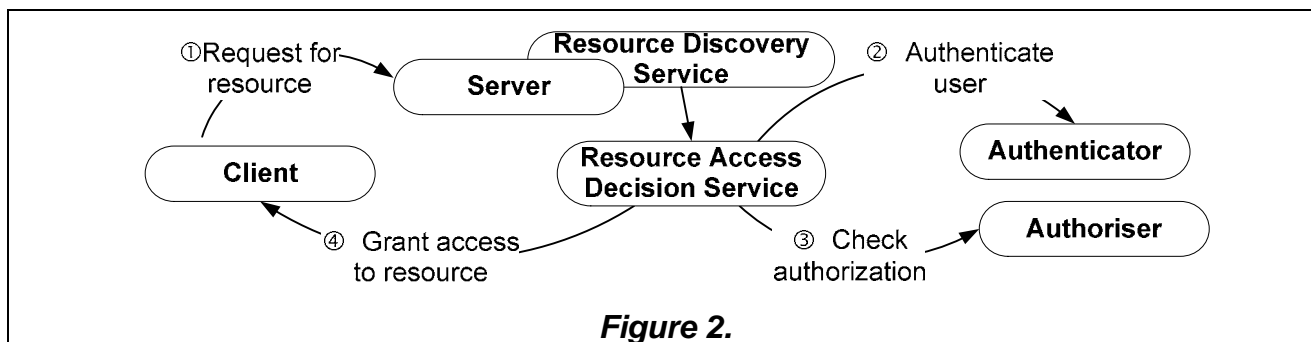 ①Request for
resource
Resource Discovery
Service
Server
② Authenticate
user
Client
Resource Access
Decision Service
Authenticator
Authoriser
④ Grant access
to resource
③ Check
authorization
Figure 2.